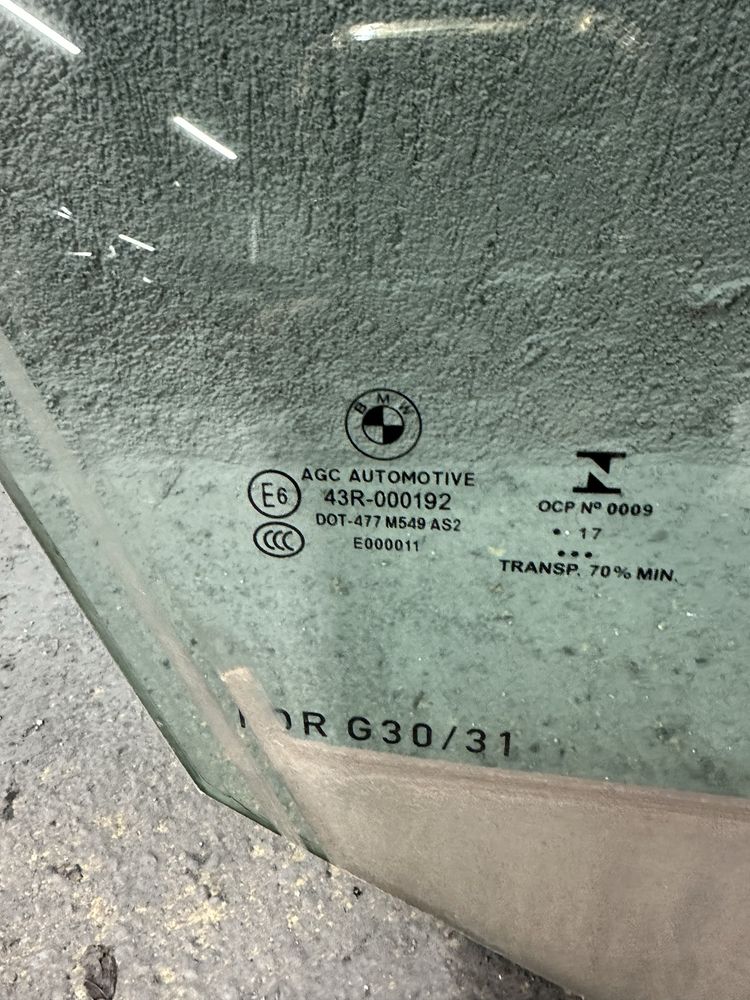 BMW
AGC AUTOMOTIVE
E6
43R-000192
DOT-477 M549 AS2
CCC
E000011
N
OCP Nº 0009
• • 17
•••
TRANSP. 70% MIN.
G30/31